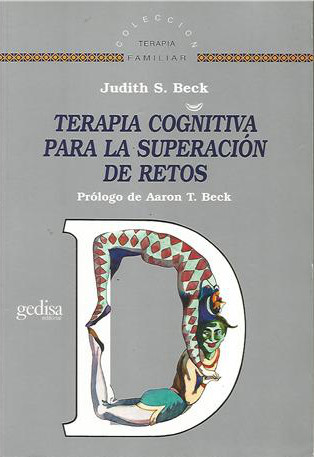 COLECCIÓN
TERAPIA
FAMILIAR
Judith S. Beck
TERAPIA COGNITIVA
PARA LA SUPERACIÓN
DE RETOS
Prólogo de Aaron T. Beck
D
gedisa
editorial